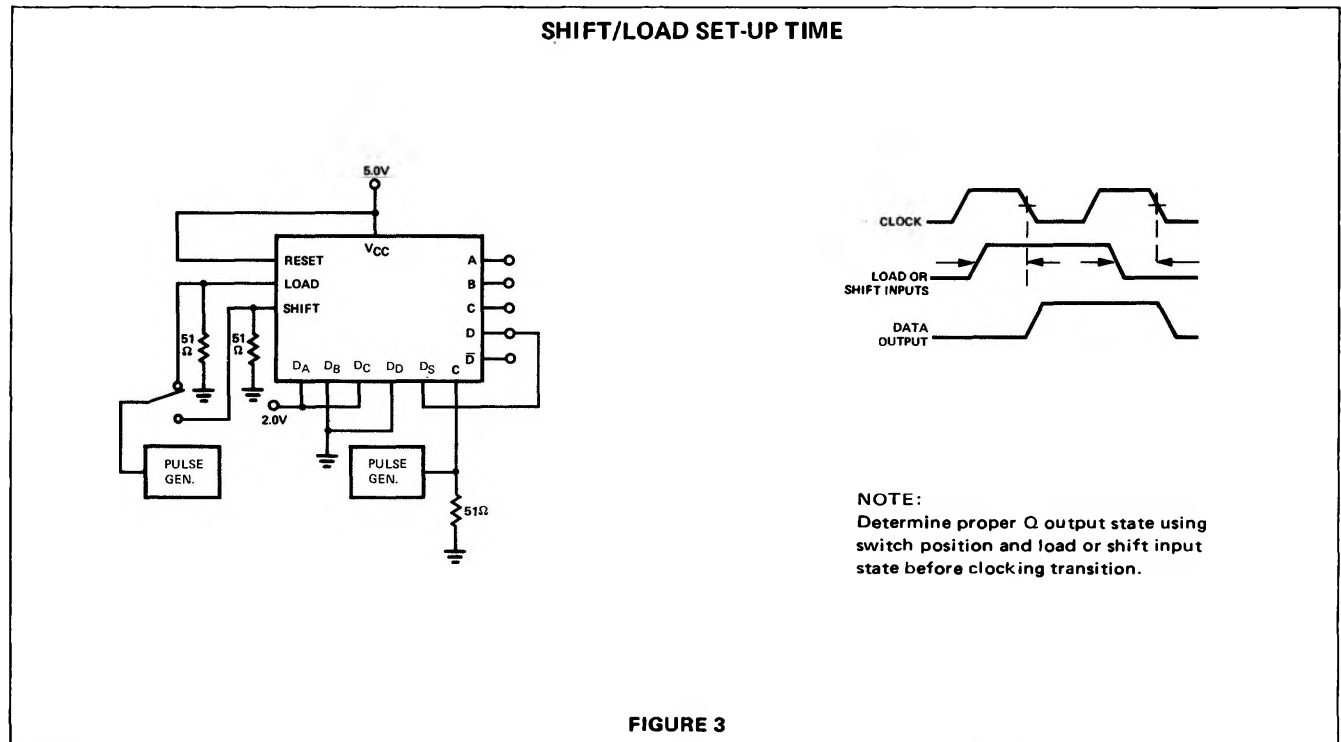 SHIFT/LOAD SET-UP TIME
5.0V
VCC
RESET
LOAD
SHIFT
A
B
C
D
D̅
51
Ω
51
Ω
DA DB DC DD DS C
2.0V
PULSE
GEN.
PULSE
GEN.
51Ω
CLOCK
LOAD OR
SHIFT INPUTS
DATA
OUTPUT
NOTE:
Determine proper Q output state using
switch position and load or shift input
state before clocking transition.
FIGURE 3